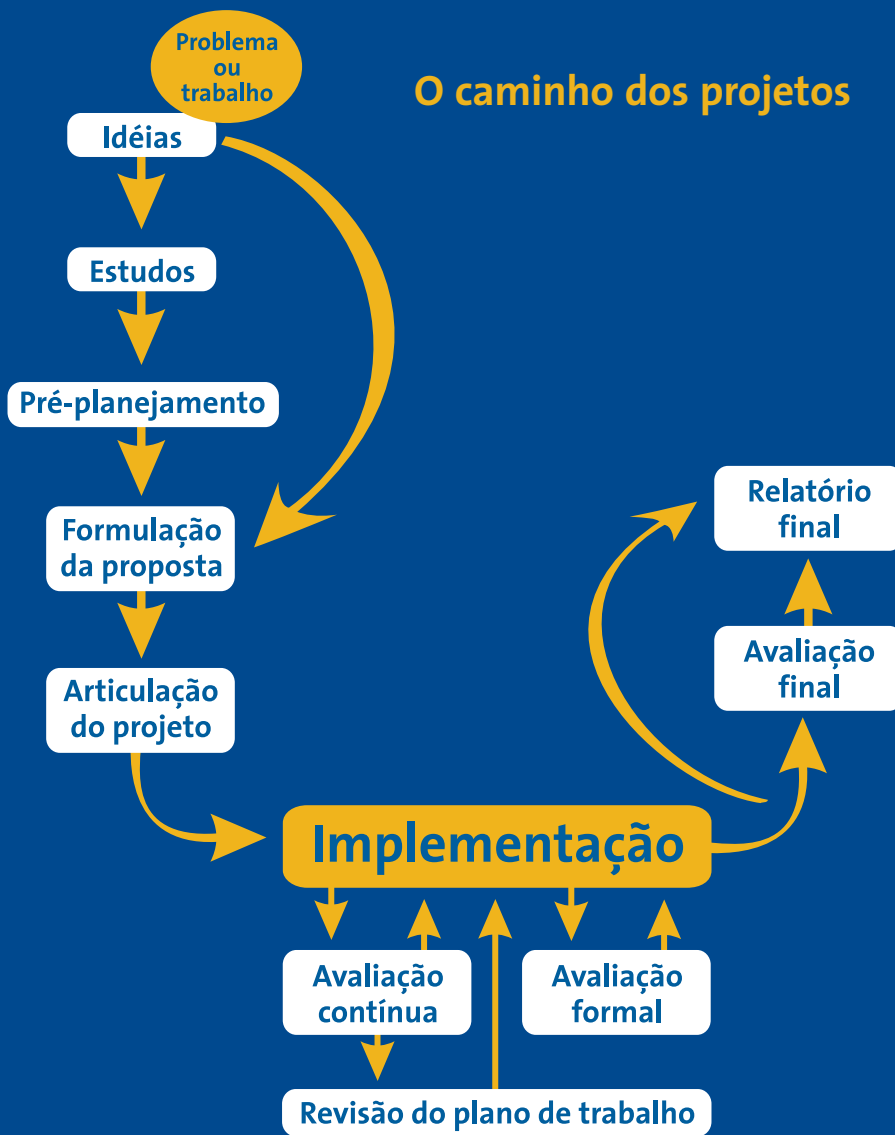 Problema
ou
trabalho
O caminho dos projetos
Idéias
Estudos
Pré-planejamento
Formulação
da proposta
Articulação
do projeto
Relatório
final
Avaliação
final
Implementação
Avaliação
contínua
Avaliação
formal
Revisão do plano de trabalho